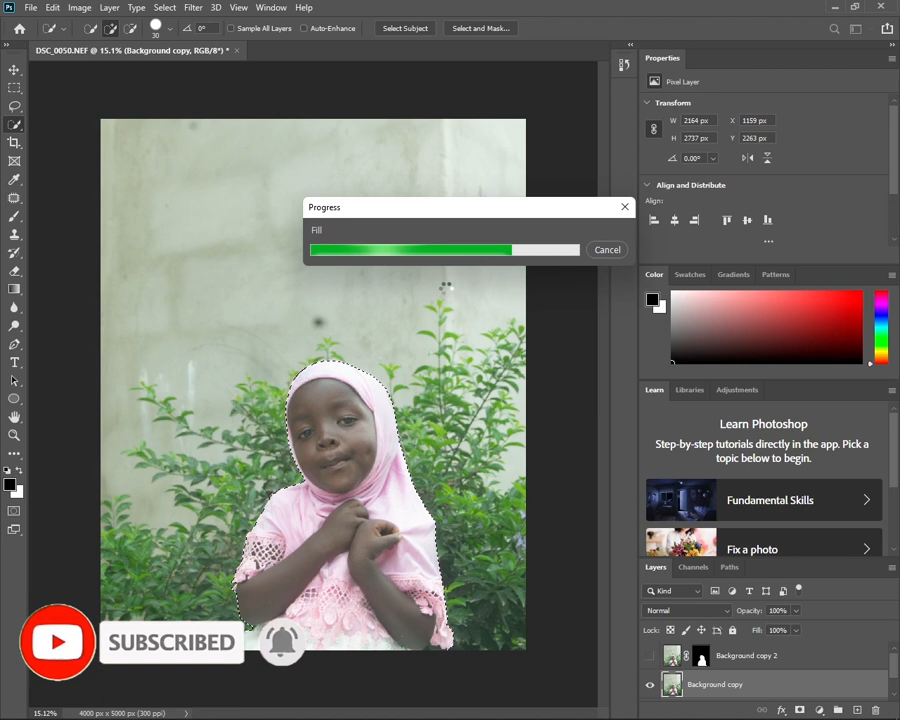 Ps File Edit Image Layer Type Select Filter 3D View Window Help
30 0° Sample All Layers Auto-Enhance Select Subject Select and Mask...
DSC_0050.NEF @ 15.1% (Background copy, RGB/8*) * ×
Properties
Pixel Layer
Transform
W 2164 px X 1159 px
H 2737 px Y 2263 px
0.00°
Align and Distribute
Align:
Progress
Fill
Cancel
Color Swatches Gradients Patterns
Learn Libraries Adjustments
Learn Photoshop
Step-by-step tutorials directly in the app. Pick a
topic below to begin.
Fundamental Skills
Fix a photo
Layers Channels Paths
Kind
Normal Opacity: 100%
Lock: Fill: 100%
Background copy 2
Background copy
SUBSCRIBED
15.12% 4000 px x 5000 px (300 ppi)